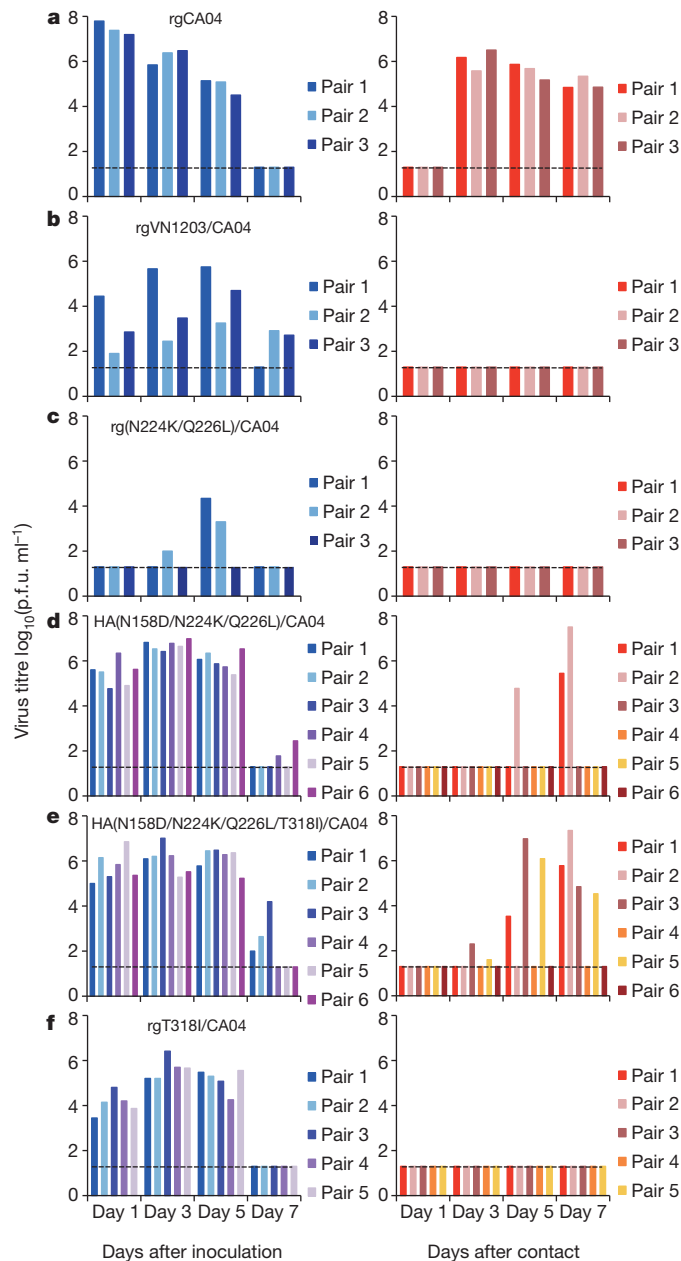 a
rgCA04
8
6
4
2
0
Pair 1
Pair 2
Pair 3
8
6
4
2
0
Pair 1
Pair 2
Pair 3
b
rgVN1203/CA04
8
6
4
2
0
Pair 1
Pair 2
Pair 3
8
6
4
2
0
Pair 1
Pair 2
Pair 3
c
rg(N224K/Q226L)/CA04
8
6
4
2
0
Pair 1
Pair 2
Pair 3
8
6
4
2
0
Pair 1
Pair 2
Pair 3
Virus titre log10(p.f.u. ml−1)
d
HA(N158D/N224K/Q226L)/CA04
8
6
4
2
0
Pair 1
Pair 2
Pair 3
Pair 4
Pair 5
Pair 6
8
6
4
2
0
Pair 1
Pair 2
Pair 3
Pair 4
Pair 5
Pair 6
e
HA(N158D/N224K/Q226L/T318I)/CA04
8
6
4
2
0
Pair 1
Pair 2
Pair 3
Pair 4
Pair 5
Pair 6
8
6
4
2
0
Pair 1
Pair 2
Pair 3
Pair 4
Pair 5
Pair 6
f
rgT318I/CA04
8
6
4
2
0
Pair 1
Pair 2
Pair 3
Pair 4
Pair 5
8
6
4
2
0
Pair 1
Pair 2
Pair 3
Pair 4
Pair 5
Day 1 Day 3 Day 5 Day 7
Days after inoculation
Day 1 Day 3 Day 5 Day 7
Days after contact